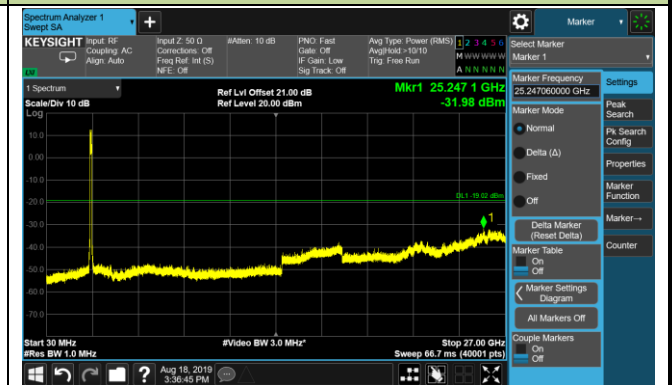 Spectrum Analyzer 1
Swept SA
Marker
KEYSIGHT
Input: RF
Coupling: AC
Align: Auto
Input Z: 50 Ω
Corrections: Off
Freq Ref: Int (S)
NFE: Off
#Atten: 10 dB
PNO: Fast
Gate: Off
IF Gain: Low
Sig Track: Off
Avg Type: Power (RMS)
Avg|Hold:>10/10
Trig: Free Run
1 2 3 4 5 6
M W W W W W
A N N N N N
Select Marker
Marker 1
1 Spectrum
Scale/Div 10 dB
Log
Ref Lvl Offset 21.00 dB
Ref Level 20.00 dBm
Mkr1 25.247 1 GHz
-31.98 dBm
10.0
0.00
-10.0
-20.0
-30.0
-40.0
-50.0
-60.0
-70.0
DL1 -19.02 dBm
1
Start 30 MHz
#Res BW 1.0 MHz
#Video BW 3.0 MHz*
Stop 27.00 GHz
Sweep 66.7 ms (40001 pts)
Marker Frequency
25.247060000 GHz
Marker Mode
Normal
Delta (Δ)
Fixed
Off
Delta Marker
(Reset Delta)
Marker Table
On
Off
Marker Settings
Diagram
All Markers Off
Couple Markers
On
Off
Settings
Peak
Search
Pk Search
Config
Properties
Marker
Function
Marker→
Counter
Aug 18, 2019
3:36:45 PM